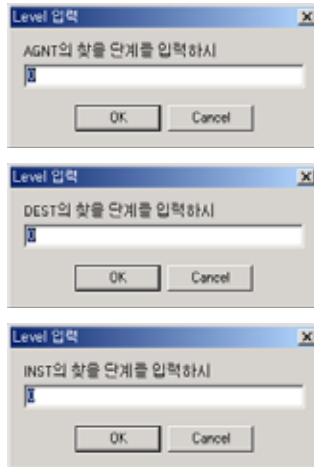 Level 입력
AGNT의 찾을 단계를 입력하시
0
OK
Cancel
Level 입력
DEST의 찾을 단계를 입력하시
0
OK
Cancel
Level 입력
INST의 찾을 단계를 입력하시
0
OK
Cancel